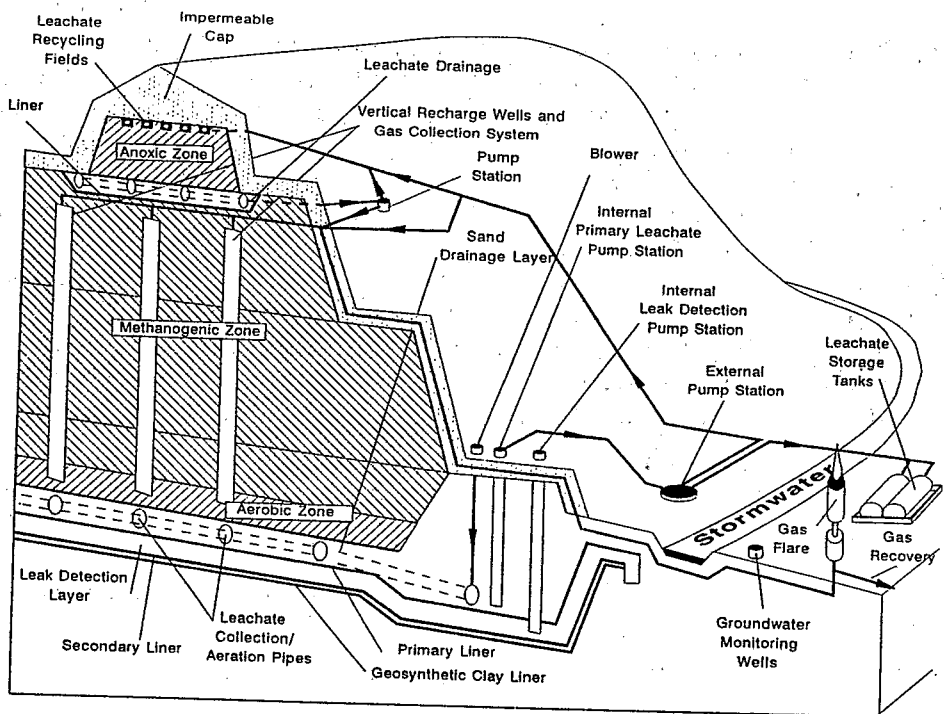 Leachate
Recycling
Fields
Impermeable
Cap
Leachate Drainage
Liner
Vertical Recharge Wells and
Gas Collection System
Anoxic Zone
Pump
Station
Blower
Internal
Primary Leachate
Pump Station
Sand
Drainage Layer
Internal
Leak Detection
Pump Station
Methanogenic Zone
Leachate
Storage
Tanks
External
Pump Station
Stormwater
Aerobic Zone
Gas
Flare
Gas
Recovery
Leak Detection
Layer
Leachate
Collection/
Aeration Pipes
Secondary Liner
Primary Liner
Geosynthetic Clay Liner
Groundwater
Monitoring
Wells